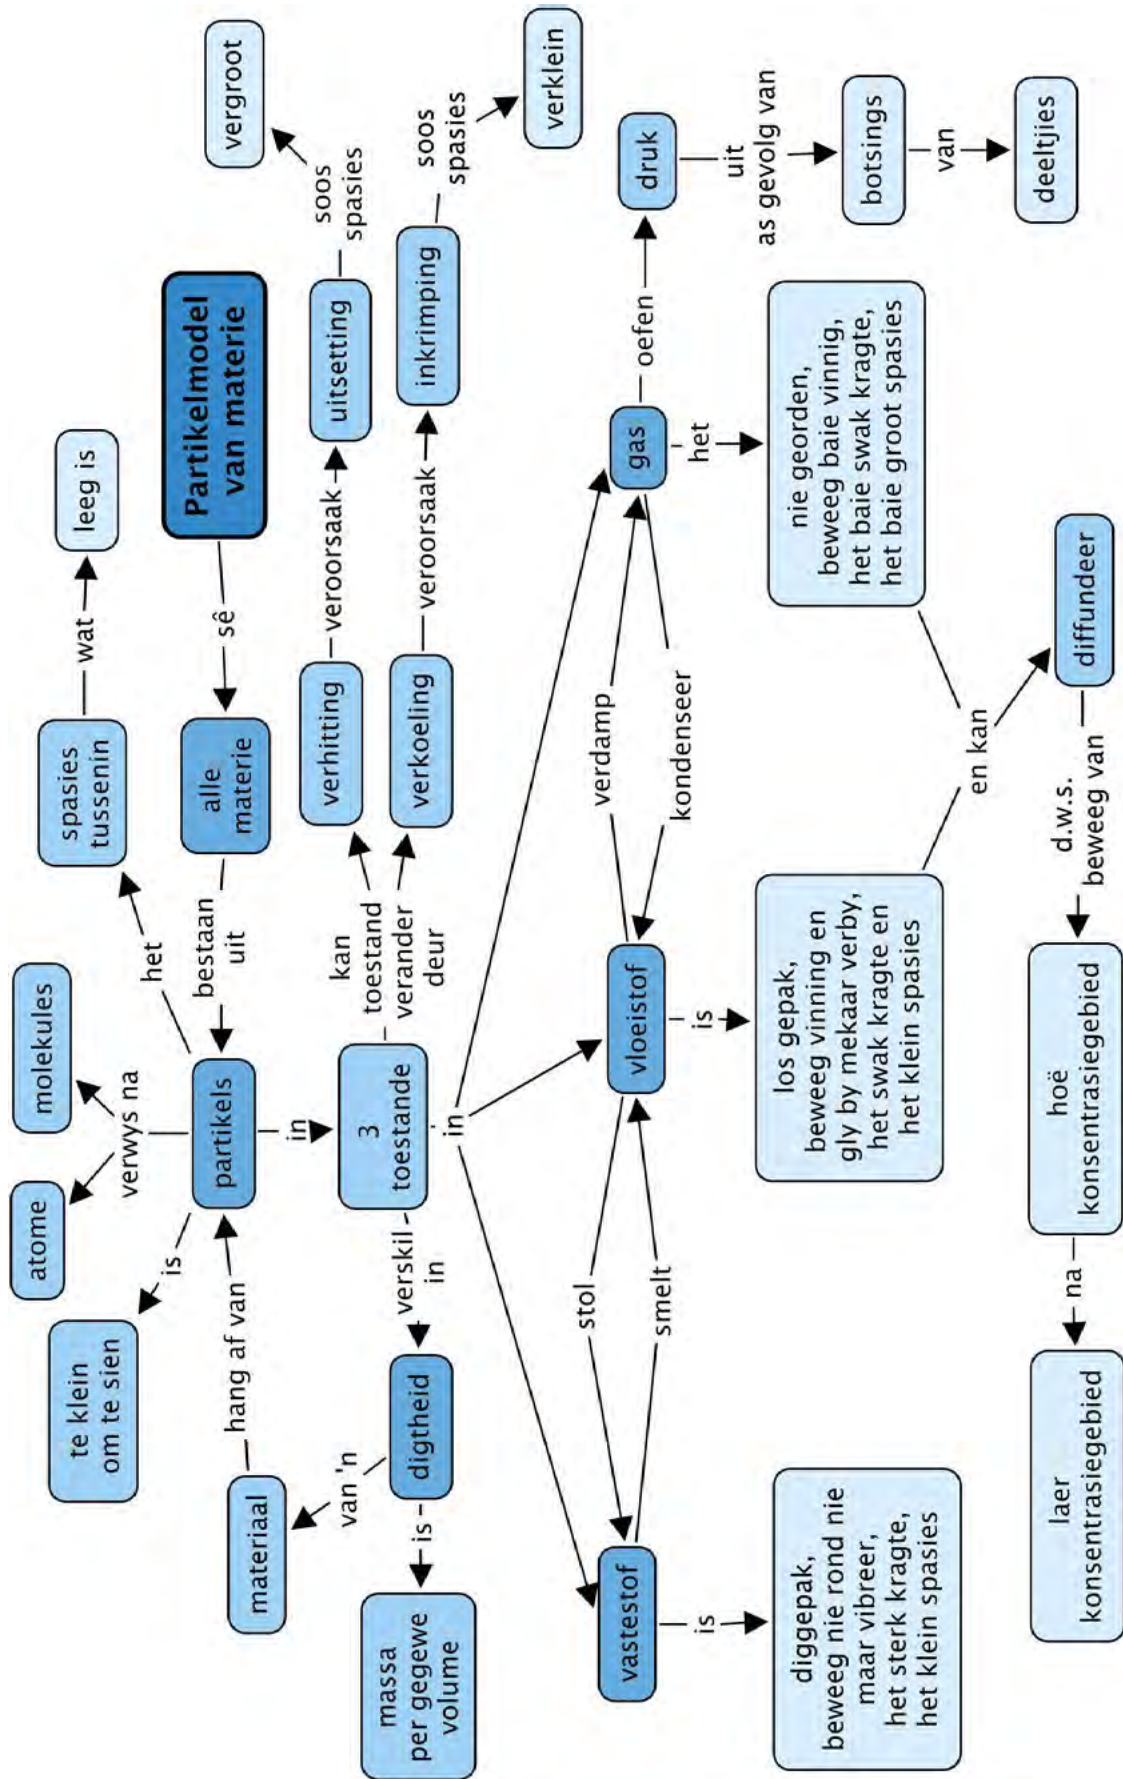 Partikelmodel
van materie
sê
alle
materie
bestaan
uit
partikels
verwys na
atome
molekules
is
te klein
om te sien
het
spasies
tussenin
wat
leeg is
in
3
toestande
kan
toestand
verander
deur
verhitting
veroorsaak
uitsetting
soos
spasies
vergroot
verkoeling
veroorsaak
inkrimping
soos
spasies
verklein
verskil
in
digtheid
van 'n
materiaal
hang af van
is
massa
per gegewe
volume
in
vastestof
stol
smelt
vloeistof
verdamp
kondenseer
gas
oefen
druk
uit
as gevolg van
botsings
van
deeltjies
is
diggepak,
beweeg nie rond nie
maar vibreer,
het sterk kragte,
het klein spasies
is
los gepak,
beweeg vinning en
gly by mekaar verby,
het swak kragte en
het klein spasies
het
nie georden,
beweeg baie vinnig,
het baie swak kragte,
het baie groot spasies
en kan
diffundeer
d.w.s.
beweeg van
hoë
konsentrasiegebied
na
laer
konsentrasiegebied